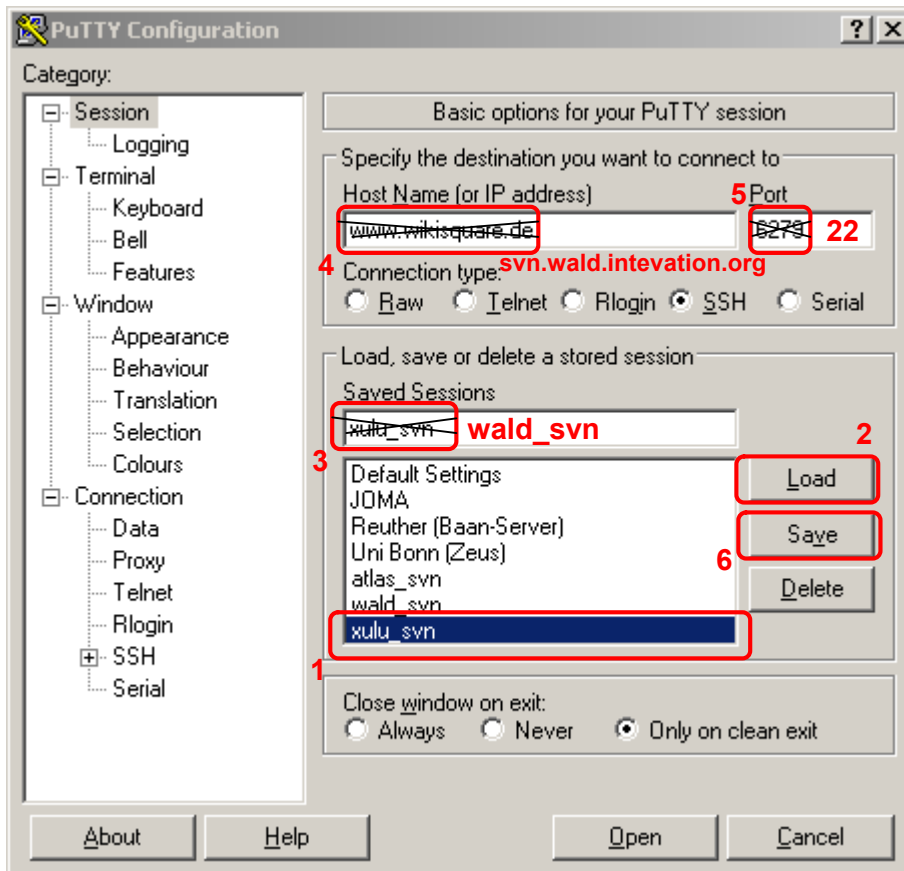 PuTTY Configuration
Category:
Session
Logging
Terminal
Keyboard
Bell
Features
Window
Appearance
Behaviour
Translation
Selection
Colours
Connection
Data
Proxy
Telnet
Rlogin
SSH
Serial
Basic options for your PuTTY session
Specify the destination you want to connect to
Host Name (or IP address) 5 Port
www.wikisquare.de 6279 22
4 svn.wald.intevation.org
Connection type:
Raw Telnet Rlogin SSH Serial
Load, save or delete a stored session
Saved Sessions
xulu_svn wald_svn
3 2
Default Settings Load
JOMA
Reuther (Baan-Server) Save
Uni Bonn (Zeus) 6
atlas_svn Delete
wald_svn
xulu_svn
1
Close window on exit:
Always Never Only on clean exit
About Help Open Cancel